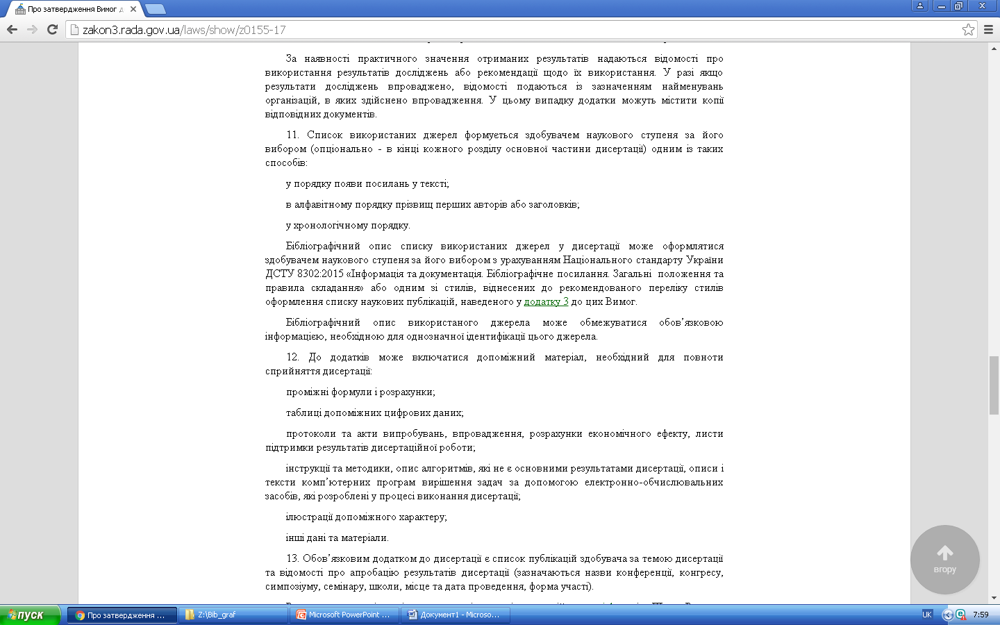 Про затвердження Вимог д
zakon3.rada.gov.ua/laws/show/z0155-17
За наявності практичного значення отриманих результатів надаються відомості про
використання результатів досліджень або рекомендації щодо їх використання. У разі якщо
результати досліджень впроваджено, відомості подаються із зазначенням найменувань
організацій, в яких здійснено впровадження. У цьому випадку додатки можуть містити копії
відповідних документів.
11. Список використаних джерел формується здобувачем наукового ступеня за його
вибором (опціонально - в кінці кожного розділу основної частини дисертації) одним із таких
способів:
у порядку появи посилань у тексті;
в алфавітному порядку прізвищ перших авторів або заголовків;
у хронологічному порядку.
Бібліографічний опис списку використаних джерел у дисертації може оформлятися
здобувачем наукового ступеня за його вибором з урахуванням Національного стандарту України
ДСТУ 8302:2015 «Інформація та документація. Бібліографічне посилання. Загальні положення та
правила складання» або одним зі стилів, віднесених до рекомендованого переліку стилів
оформлення списку наукових публікацій, наведеного у додатку 3 до цих Вимог.
Бібліографічний опис використаного джерела може обмежуватися обов’язковою
інформацією, необхідною для однозначної ідентифікації цього джерела.
12. До додатків може включатися допоміжний матеріал, необхідний для повноти
сприйняття дисертації:
проміжні формули і розрахунки;
таблиці допоміжних цифрових даних;
протоколи та акти випробувань, впровадження, розрахунки економічного ефекту, листи
підтримки результатів дисертаційної роботи;
інструкції та методики, опис алгоритмів, які не є основними результатами дисертації, описи і
тексти комп’ютерних програм вирішення задач за допомогою електронно-обчислювальних
засобів, які розроблені у процесі виконання дисертації;
ілюстрації допоміжного характеру;
інші дані та матеріали.
13. Обов’язковим додатком до дисертації є список публікацій здобувача за темою дисертації
та відомості про апробацію результатів дисертації (зазначаються назви конференції, конгресу,
симпозіуму, семінару, школи, місце та дата проведення, форма участі).
вгору
пуск
Про затвердження ...
Z:\Bib_graf
Microsoft PowerPoint ...
Документ1 - Microso...
UK
7:59